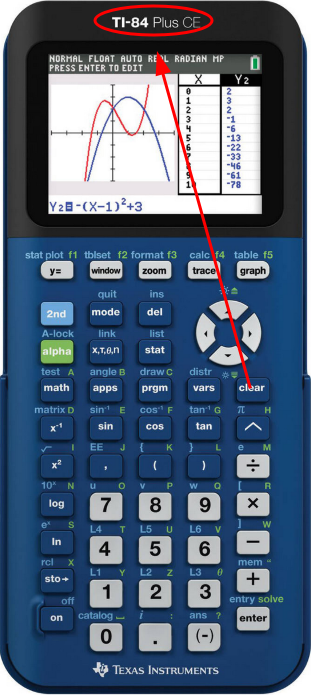 TI-84 Plus CE
NORMAL FLOAT AUTO REAL RADIAN MP
PRESS ENTER TO EDIT
X Y2
0 2
1 3
2 2
3 -1
4 -6
5 -13
6 -22
7 -33
8 -46
9 -61
10 -78
Y2=-(X-1)²+3
stat plot f1 tblset f2 format f3 calc f4 table f5
y= window zoom trace graph
quit ins
2nd mode del
A-lock link list
alpha X,T,θ,n stat
test A angle B draw C distr
math apps prgm vars clear
matrix D sin⁻¹ E cos⁻¹ F tan⁻¹ G π H
x⁻¹ sin cos tan ^
√ I EE J { K } L e M
x² , ( ) ÷
10ˣ N u O v P w Q [ R
log 7 8 9 ×
eˣ S L4 T L5 U L6 V ] W
ln 4 5 6 −
rcl X L1 Y L2 Z L3 θ mem "
sto→ 1 2 3 +
off catalog i : ans ? entry solve
on 0 . (-) enter
TEXAS INSTRUMENTS